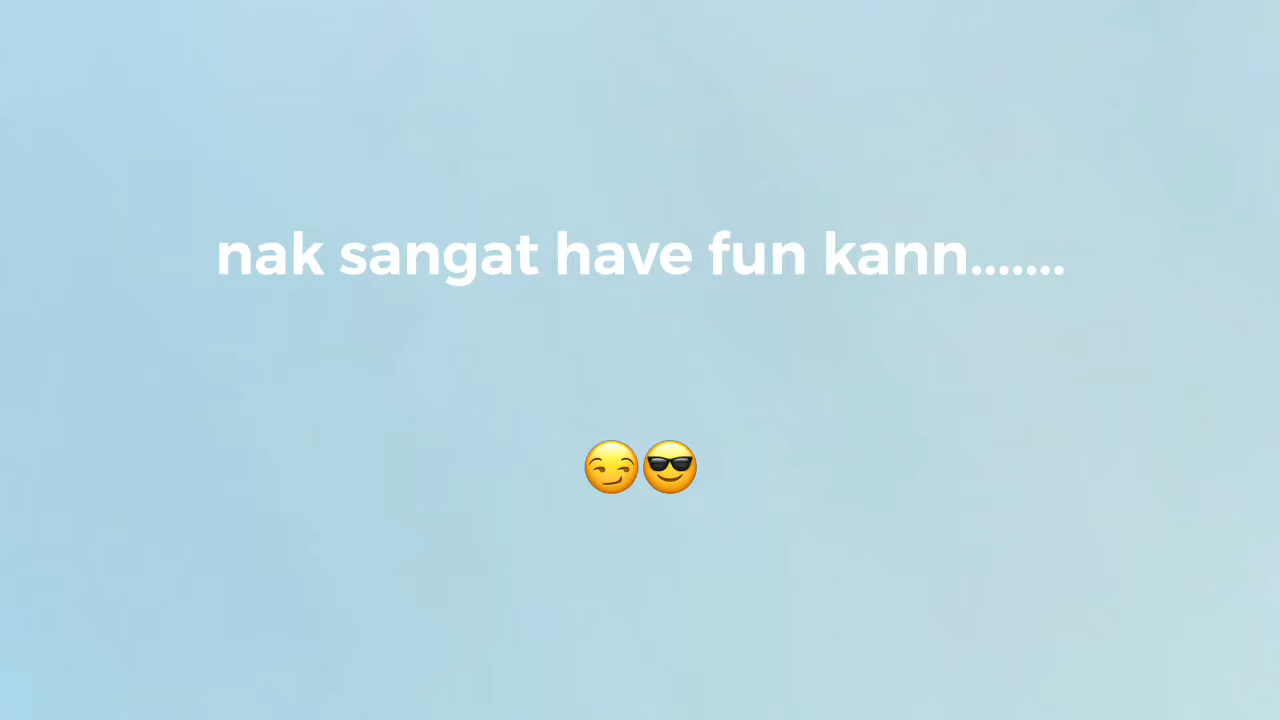 nak sangat have fun kann.......
😏😎